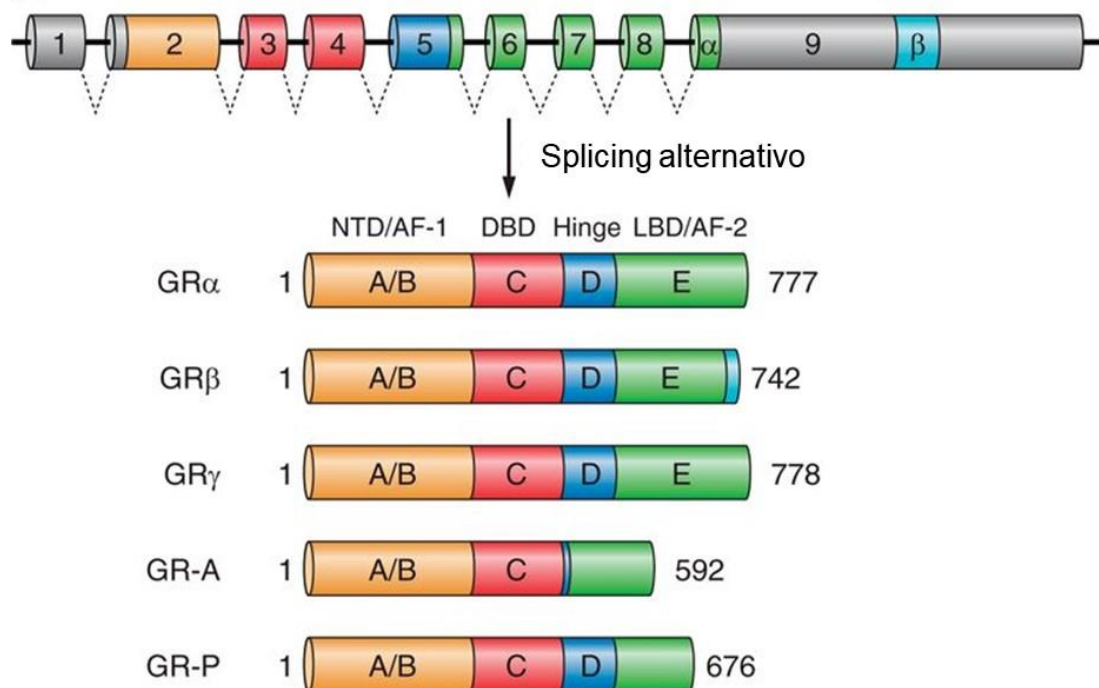 1 2 3 4 5 6 7 8 α 9 β
Splicing alternativo
NTD/AF-1 DBD Hinge LBD/AF-2
GRα 1 A/B C D E 777
GRβ 1 A/B C D E 742
GRγ 1 A/B C D E 778
GR-A 1 A/B C 592
GR-P 1 A/B C D 676